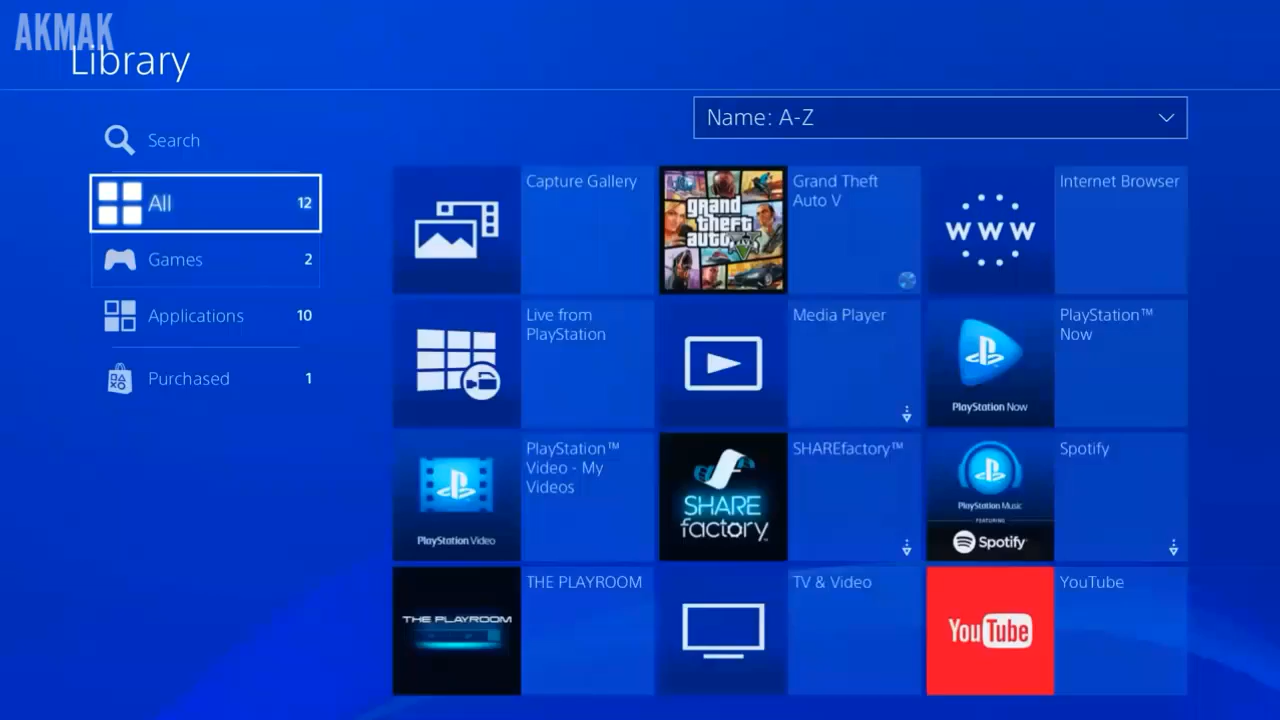 AKMAK
Library
Name: A-Z
Search
All 12
Games 2
Applications 10
Purchased 1
Capture Gallery
grand
theft
auto
V
Grand Theft
Auto V
WWW
Internet Browser
Live from
PlayStation
Media Player
PlayStation Now
PlayStation™
Now
PlayStation Video
PlayStation™
Video - My
Videos
SHARE
factory™
SHAREfactory™
PlayStation Music
FEATURING
Spotify
Spotify
THE PLAYROOM
THE PLAYROOM
TV & Video
YouTube
YouTube